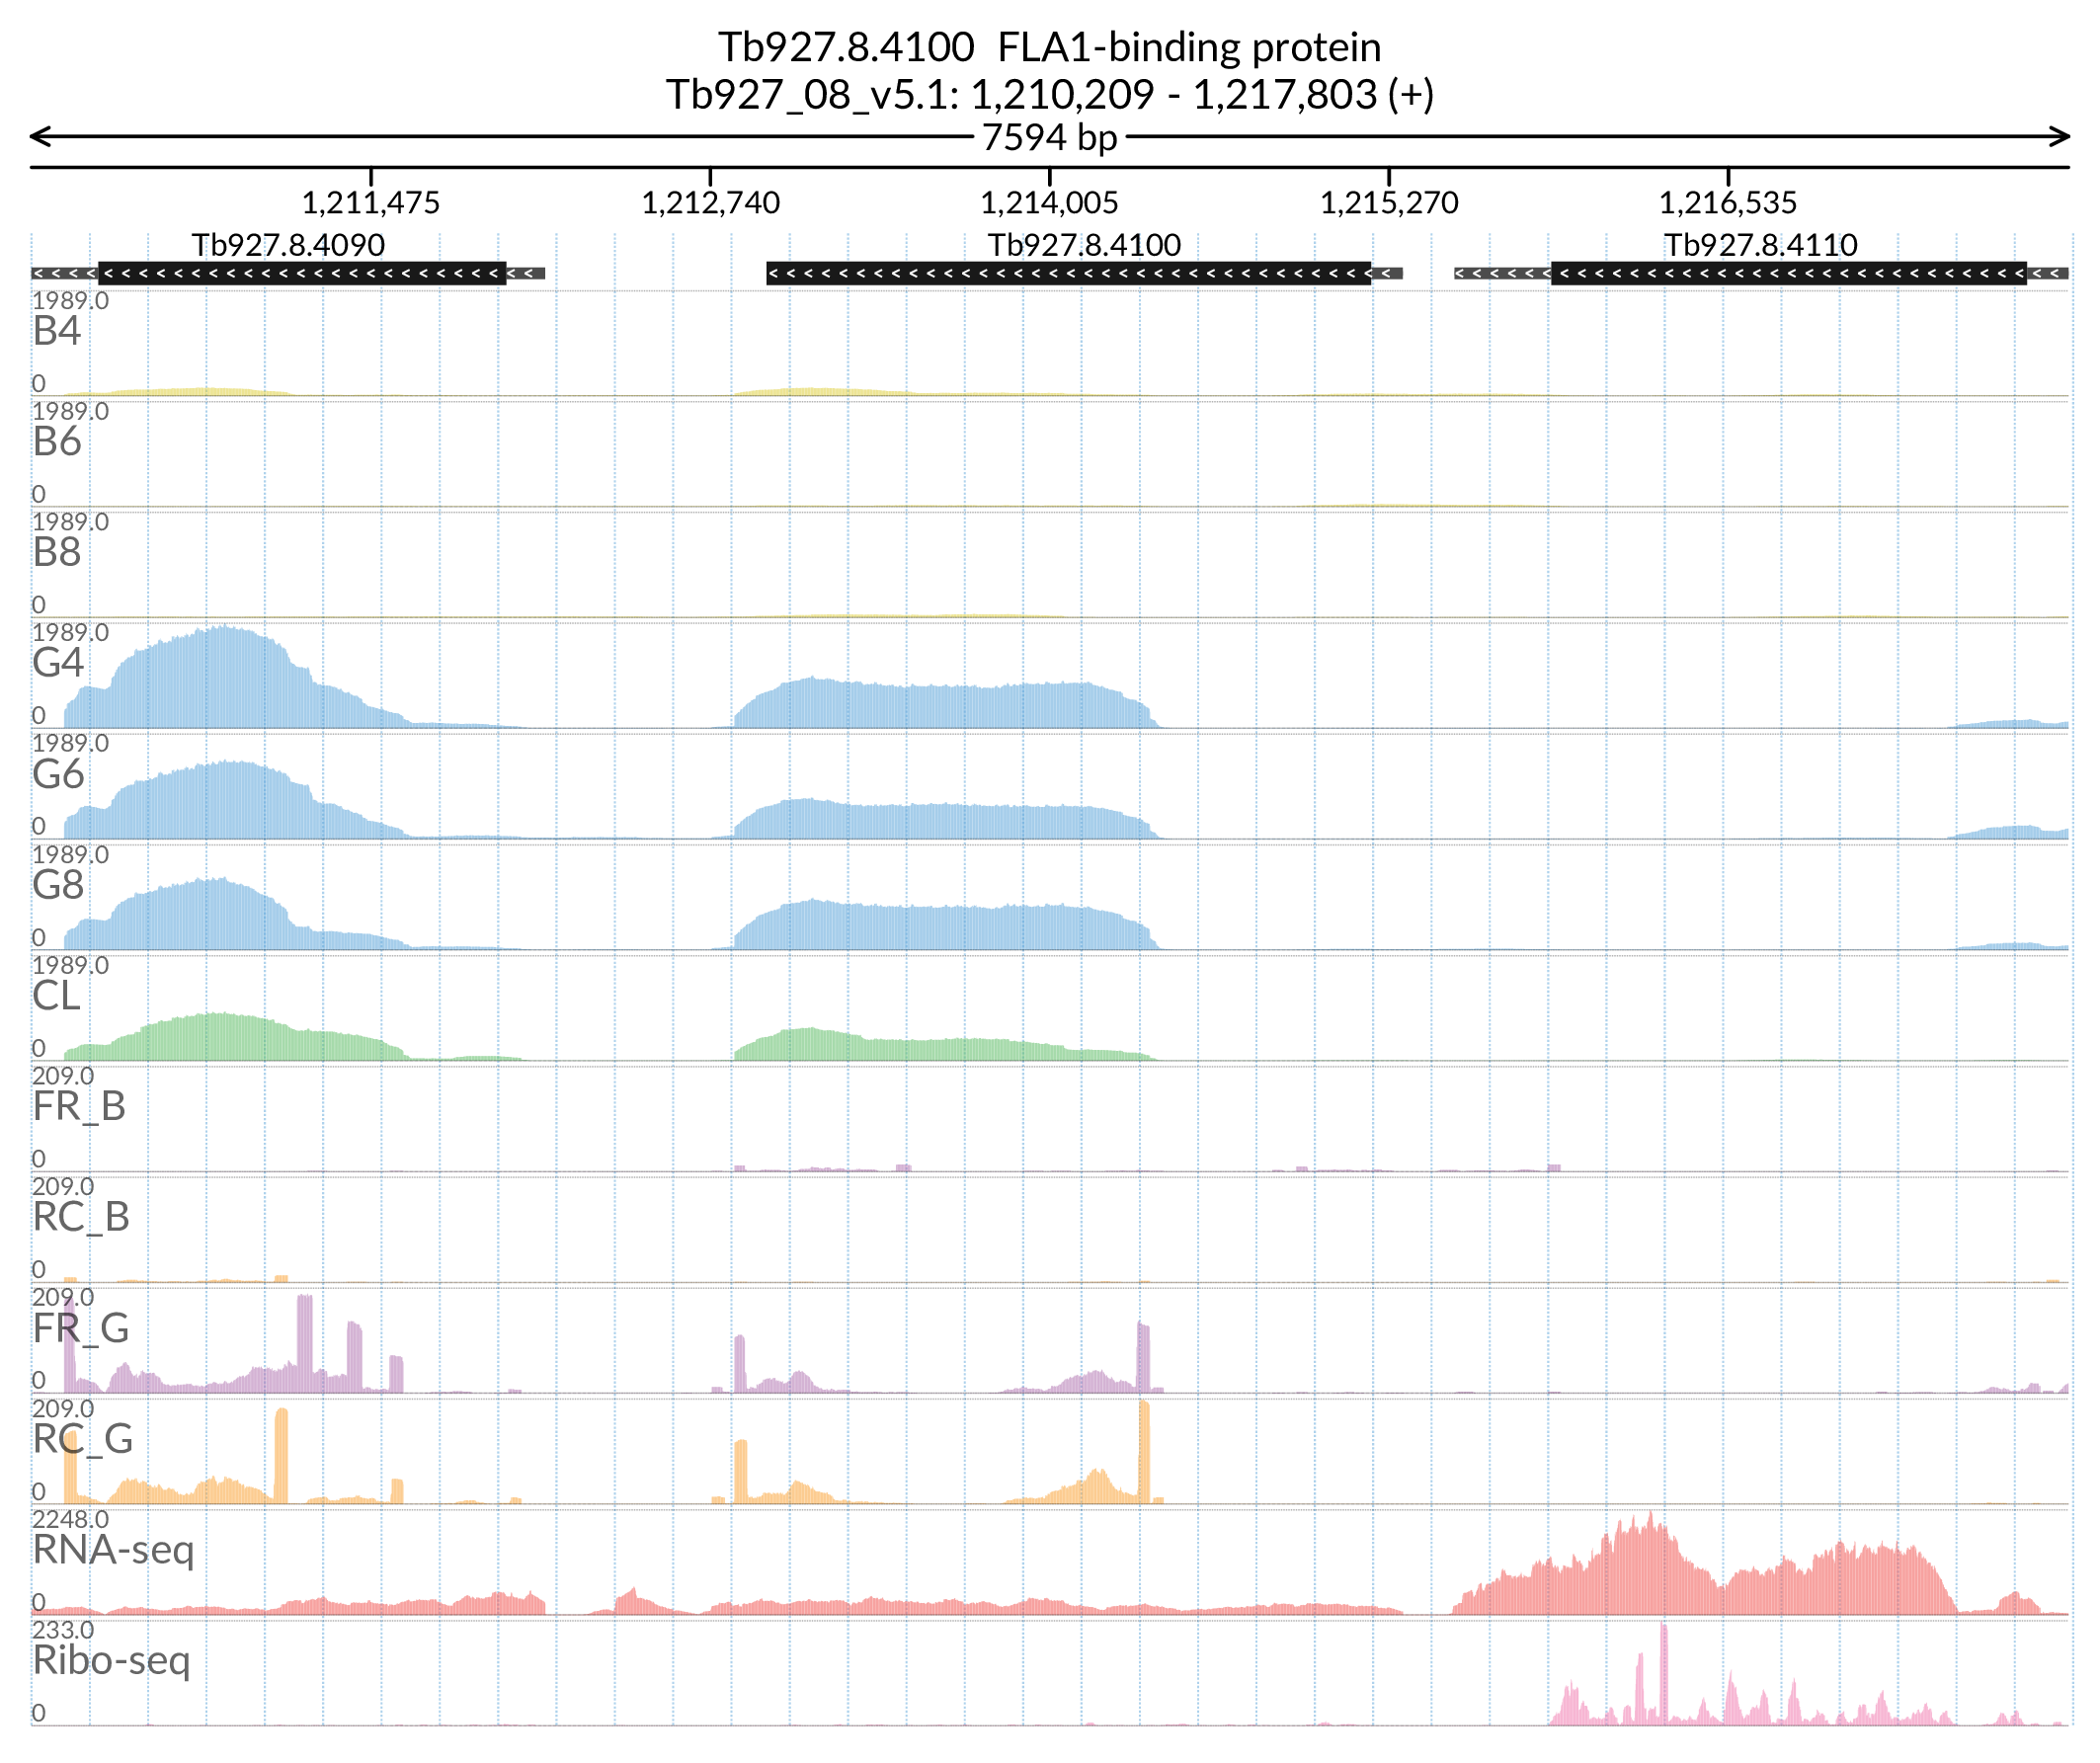 Tb927.8.4100 FLA1-binding protein
Tb927_08_v5.1: 1,210,209 - 1,217,803 (+)
7594 bp
1,211,475 1,212,740 1,214,005 1,215,270 1,216,535
Tb927.8.4090 Tb927.8.4100 Tb927.8.4110
1989.0
B4
0
1989.0
B6
0
1989.0
B8
0
1989.0
G4
0
1989.0
G6
0
1989.0
G8
0
1989.0
CL
0
209.0
FR_B
0
209.0
RC_B
0
209.0
FR_G
0
209.0
RC_G
0
2248.0
RNA-seq
0
233.0
Ribo-seq
0